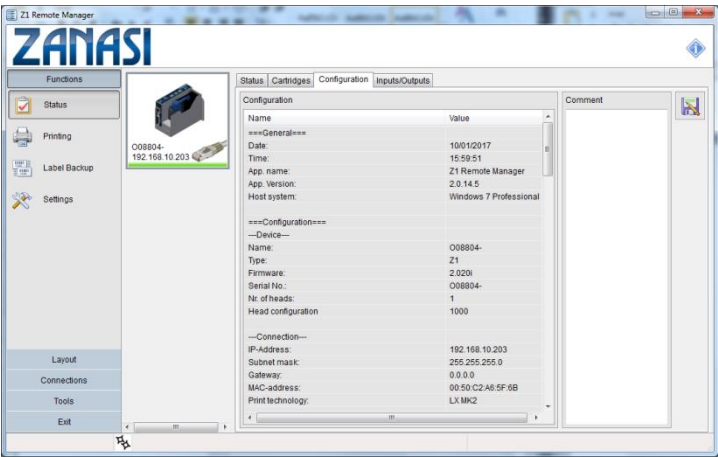 Z1 Remote Manager
ZANASI
Functions
Status
Printing
Label Backup
Settings
Layout
Connections
Tools
Exit
O08804-
192.168.10.203
Status Cartridges Configuration Inputs/Outputs
Configuration
Name Value
===General===
Date: 10/01/2017
Time: 15:59:51
App. name: Z1 Remote Manager
App. Version: 2.0.14.5
Host system: Windows 7 Professional
===Configuration===
---Device---
Name: O08804-
Type: Z1
Firmware: 2.020i
Serial No.: O08804-
Nr. of heads: 1
Head configuration 1000
---Connection---
IP-Address: 192.168.10.203
Subnet mask: 255.255.255.0
Gateway: 0.0.0.0
MAC-address: 00:50:C2:A6:5F:6B
Print technology: LX MK2
Comment